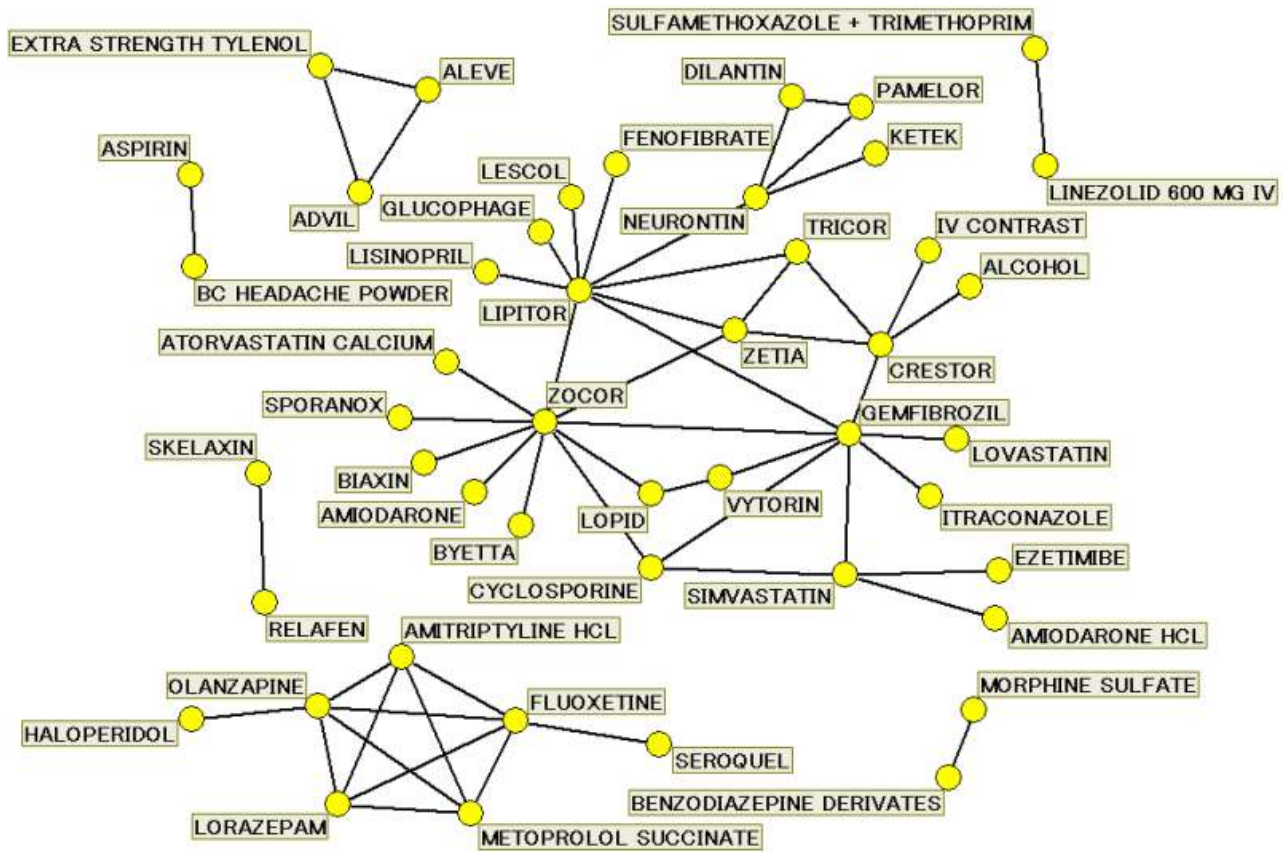 SULFAMETHOXAZOLE + TRIMETHOPRIM
EXTRA STRENGTH TYLENOL
ALEVE
DILANTIN
PAMELOR
FENOFIBRATE
KETEK
ASPIRIN
LESCOL
LINEZOLID 600 MG IV
GLUCOPHAGE
ADVIL
NEURONTIN
TRICOR
IV CONTRAST
LISINOPRIL
ALCOHOL
BC HEADACHE POWDER
LIPITOR
ATORVASTATIN CALCIUM
ZETIA
CRESTOR
ZOCOR
SPORANOX
GEMFIBROZIL
SKELAXIN
LOVASTATIN
BIAXIN
VYTORIN
AMIODARONE
LOPID
ITRACONAZOLE
BYETTA
EZETIMIBE
CYCLOSPORINE
SIMVASTATIN
RELAFEN
AMITRIPTYLINE HCL
AMIODARONE HCL
OLANZAPINE
MORPHINE SULFATE
FLUOXETINE
HALOPERIDOL
SEROQUEL
BENZODIAZEPINE DERIVATES
LORAZEPAM
METOPROLOL SUCCINATE